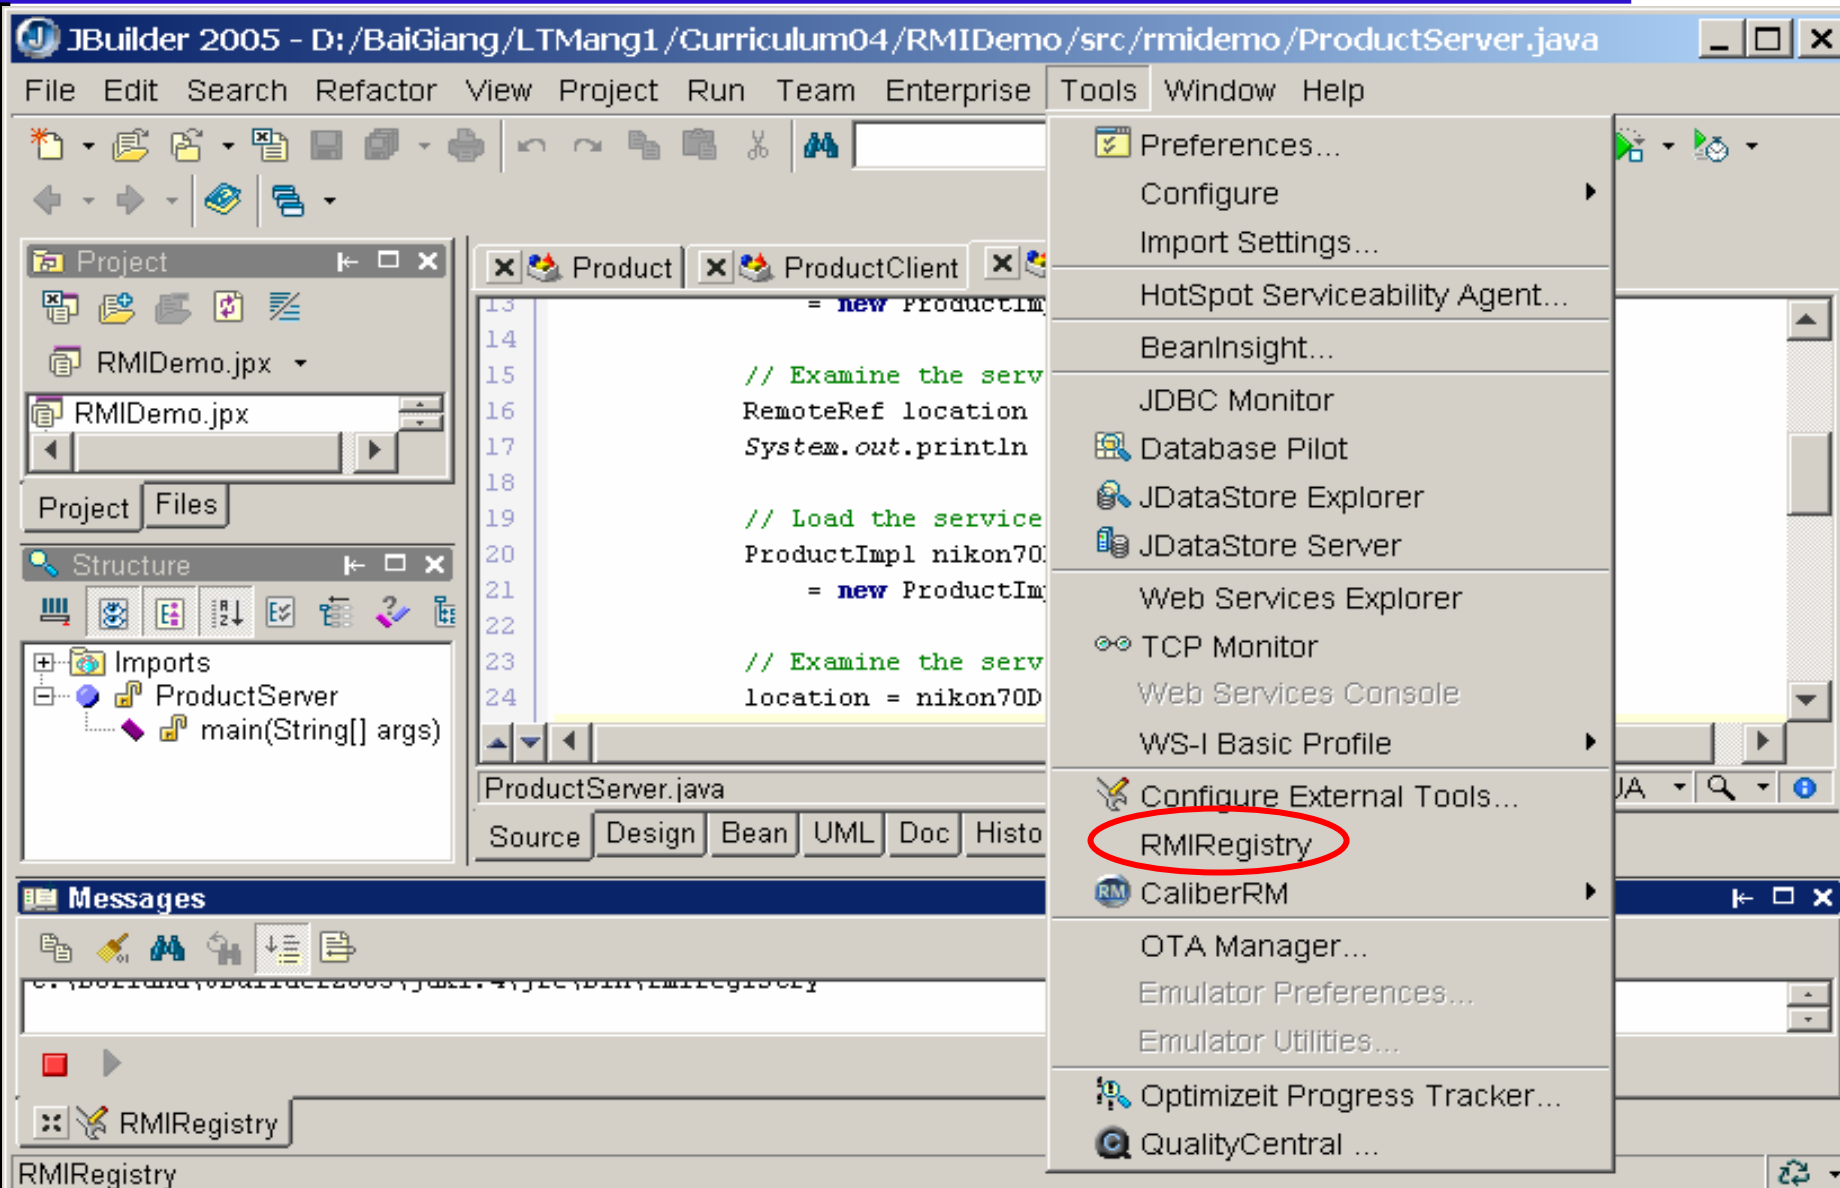 JBuilder 2005 - D:/BaiGiang/LTMang1/Curriculum04/RMIDemo/src/rmidemo/ProductServer.java
File Edit Search Refactor View Project Run Team Enterprise Tools Window Help
Preferences...
Configure
Import Settings...
HotSpot Serviceability Agent...
BeanInsight...
JDBC Monitor
Database Pilot
JDataStore Explorer
JDataStore Server
Web Services Explorer
TCP Monitor
Web Services Console
WS-I Basic Profile
Configure External Tools...
RMIRegistry
CaliberRM
OTA Manager...
Emulator Preferences...
Emulator Utilities...
Optimizeit Progress Tracker...
QualityCentral ...
Project
RMIDemo.jpx
RMIDemo.jpx
Project Files
Structure
Imports
ProductServer
main(String[] args)
Product ProductClient
13 = new ProductIm
14
15 // Examine the serv
16 RemoteRef location
17 System.out.println
18
19 // Load the service
20 ProductImpl nikon70
21 = new ProductIm
22
23 // Examine the serv
24 location = nikon70D
ProductServer.java
Source Design Bean UML Doc Histo
Messages
RMIRegistry
RMIRegistry